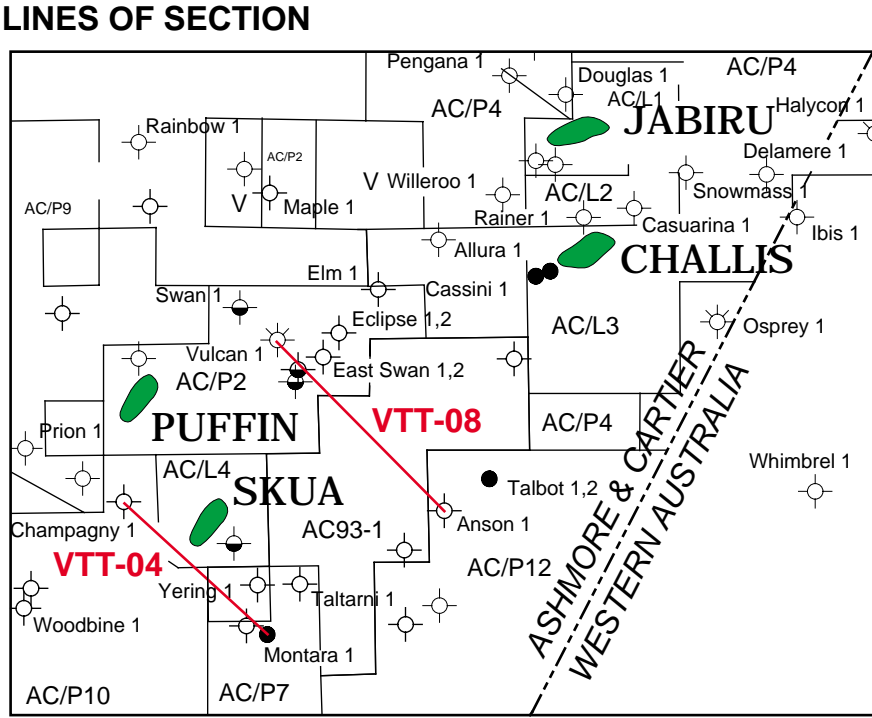 LINES OF SECTION
Pengana 1
Douglas 1
AC/P4
AC/P4
AC/L1
Halycon 1
JABIRU
Rainbow 1
AC/P2
Delamere 1
V
V Willeroo 1
AC/L2
Snowmass 1
AC/P9
Maple 1
Rainer 1
Casuarina 1
Ibis 1
Allura 1
CHALLIS
Elm 1
Cassini 1
Swan 1
Eclipse 1,2
AC/L3
Osprey 1
Vulcan 1
East Swan 1,2
AC/P2
VTT-08
PUFFIN
AC/P4
Prion 1
ASHMORE & CARTIER
WESTERN AUSTRALIA
AC/L4
SKUA
Whimbrel 1
Talbot 1,2
Champagny 1
AC93-1
Anson 1
VTT-04
AC/P12
Yering 1
Taltarni 1
Woodbine 1
Montara 1
AC/P10
AC/P7